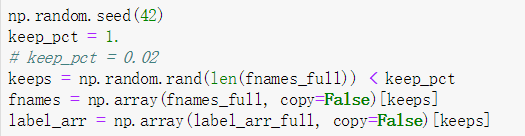 np.random.seed(42)
keep_pct = 1.
# keep_pct = 0.02
keeps = np.random.rand(len(fnames_full)) < keep_pct
fnames = np.array(fnames_full, copy=False)[keeps]
label_arr = np.array(label_arr_full, copy=False)[keeps]